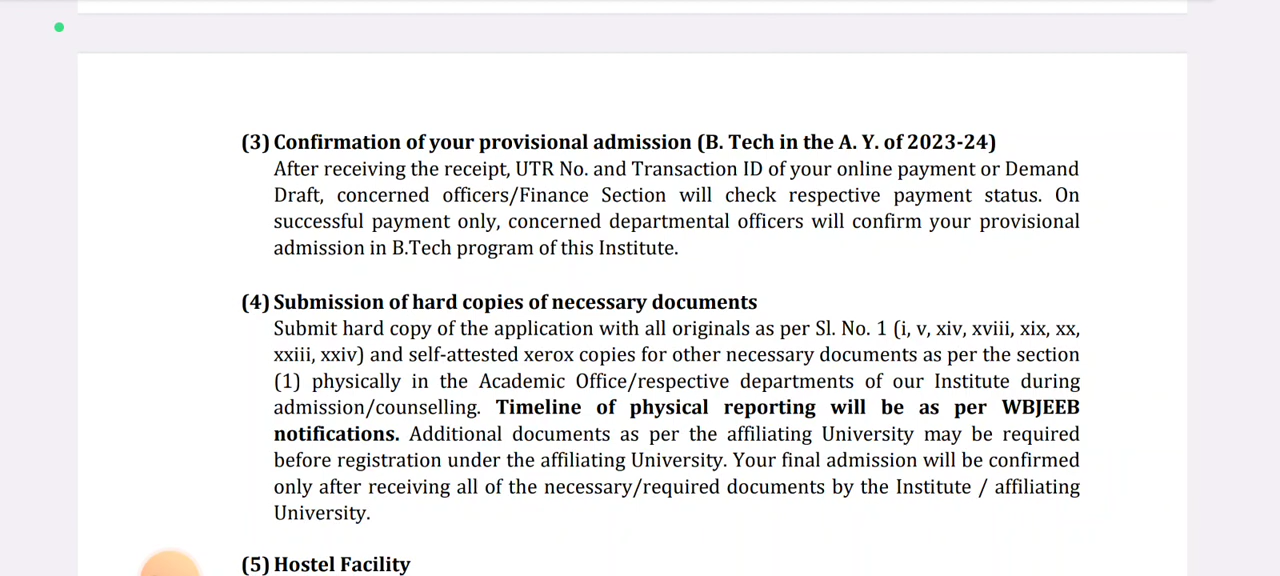 (3) Confirmation of your provisional admission (B. Tech in the A. Y. of 2023-24)
After receiving the receipt, UTR No. and Transaction ID of your online payment or Demand
Draft, concerned officers/Finance Section will check respective payment status. On
successful payment only, concerned departmental officers will confirm your provisional
admission in B.Tech program of this Institute.
(4) Submission of hard copies of necessary documents
Submit hard copy of the application with all originals as per Sl. No. 1 (i, v, xiv, xviii, xix, xx,
xxiii, xxiv) and self-attested xerox copies for other necessary documents as per the section
(1) physically in the Academic Office/respective departments of our Institute during
admission/counselling. Timeline of physical reporting will be as per WBJEEB
notifications. Additional documents as per the affiliating University may be required
before registration under the affiliating University. Your final admission will be confirmed
only after receiving all of the necessary/required documents by the Institute / affiliating
University.
(5) Hostel Facility